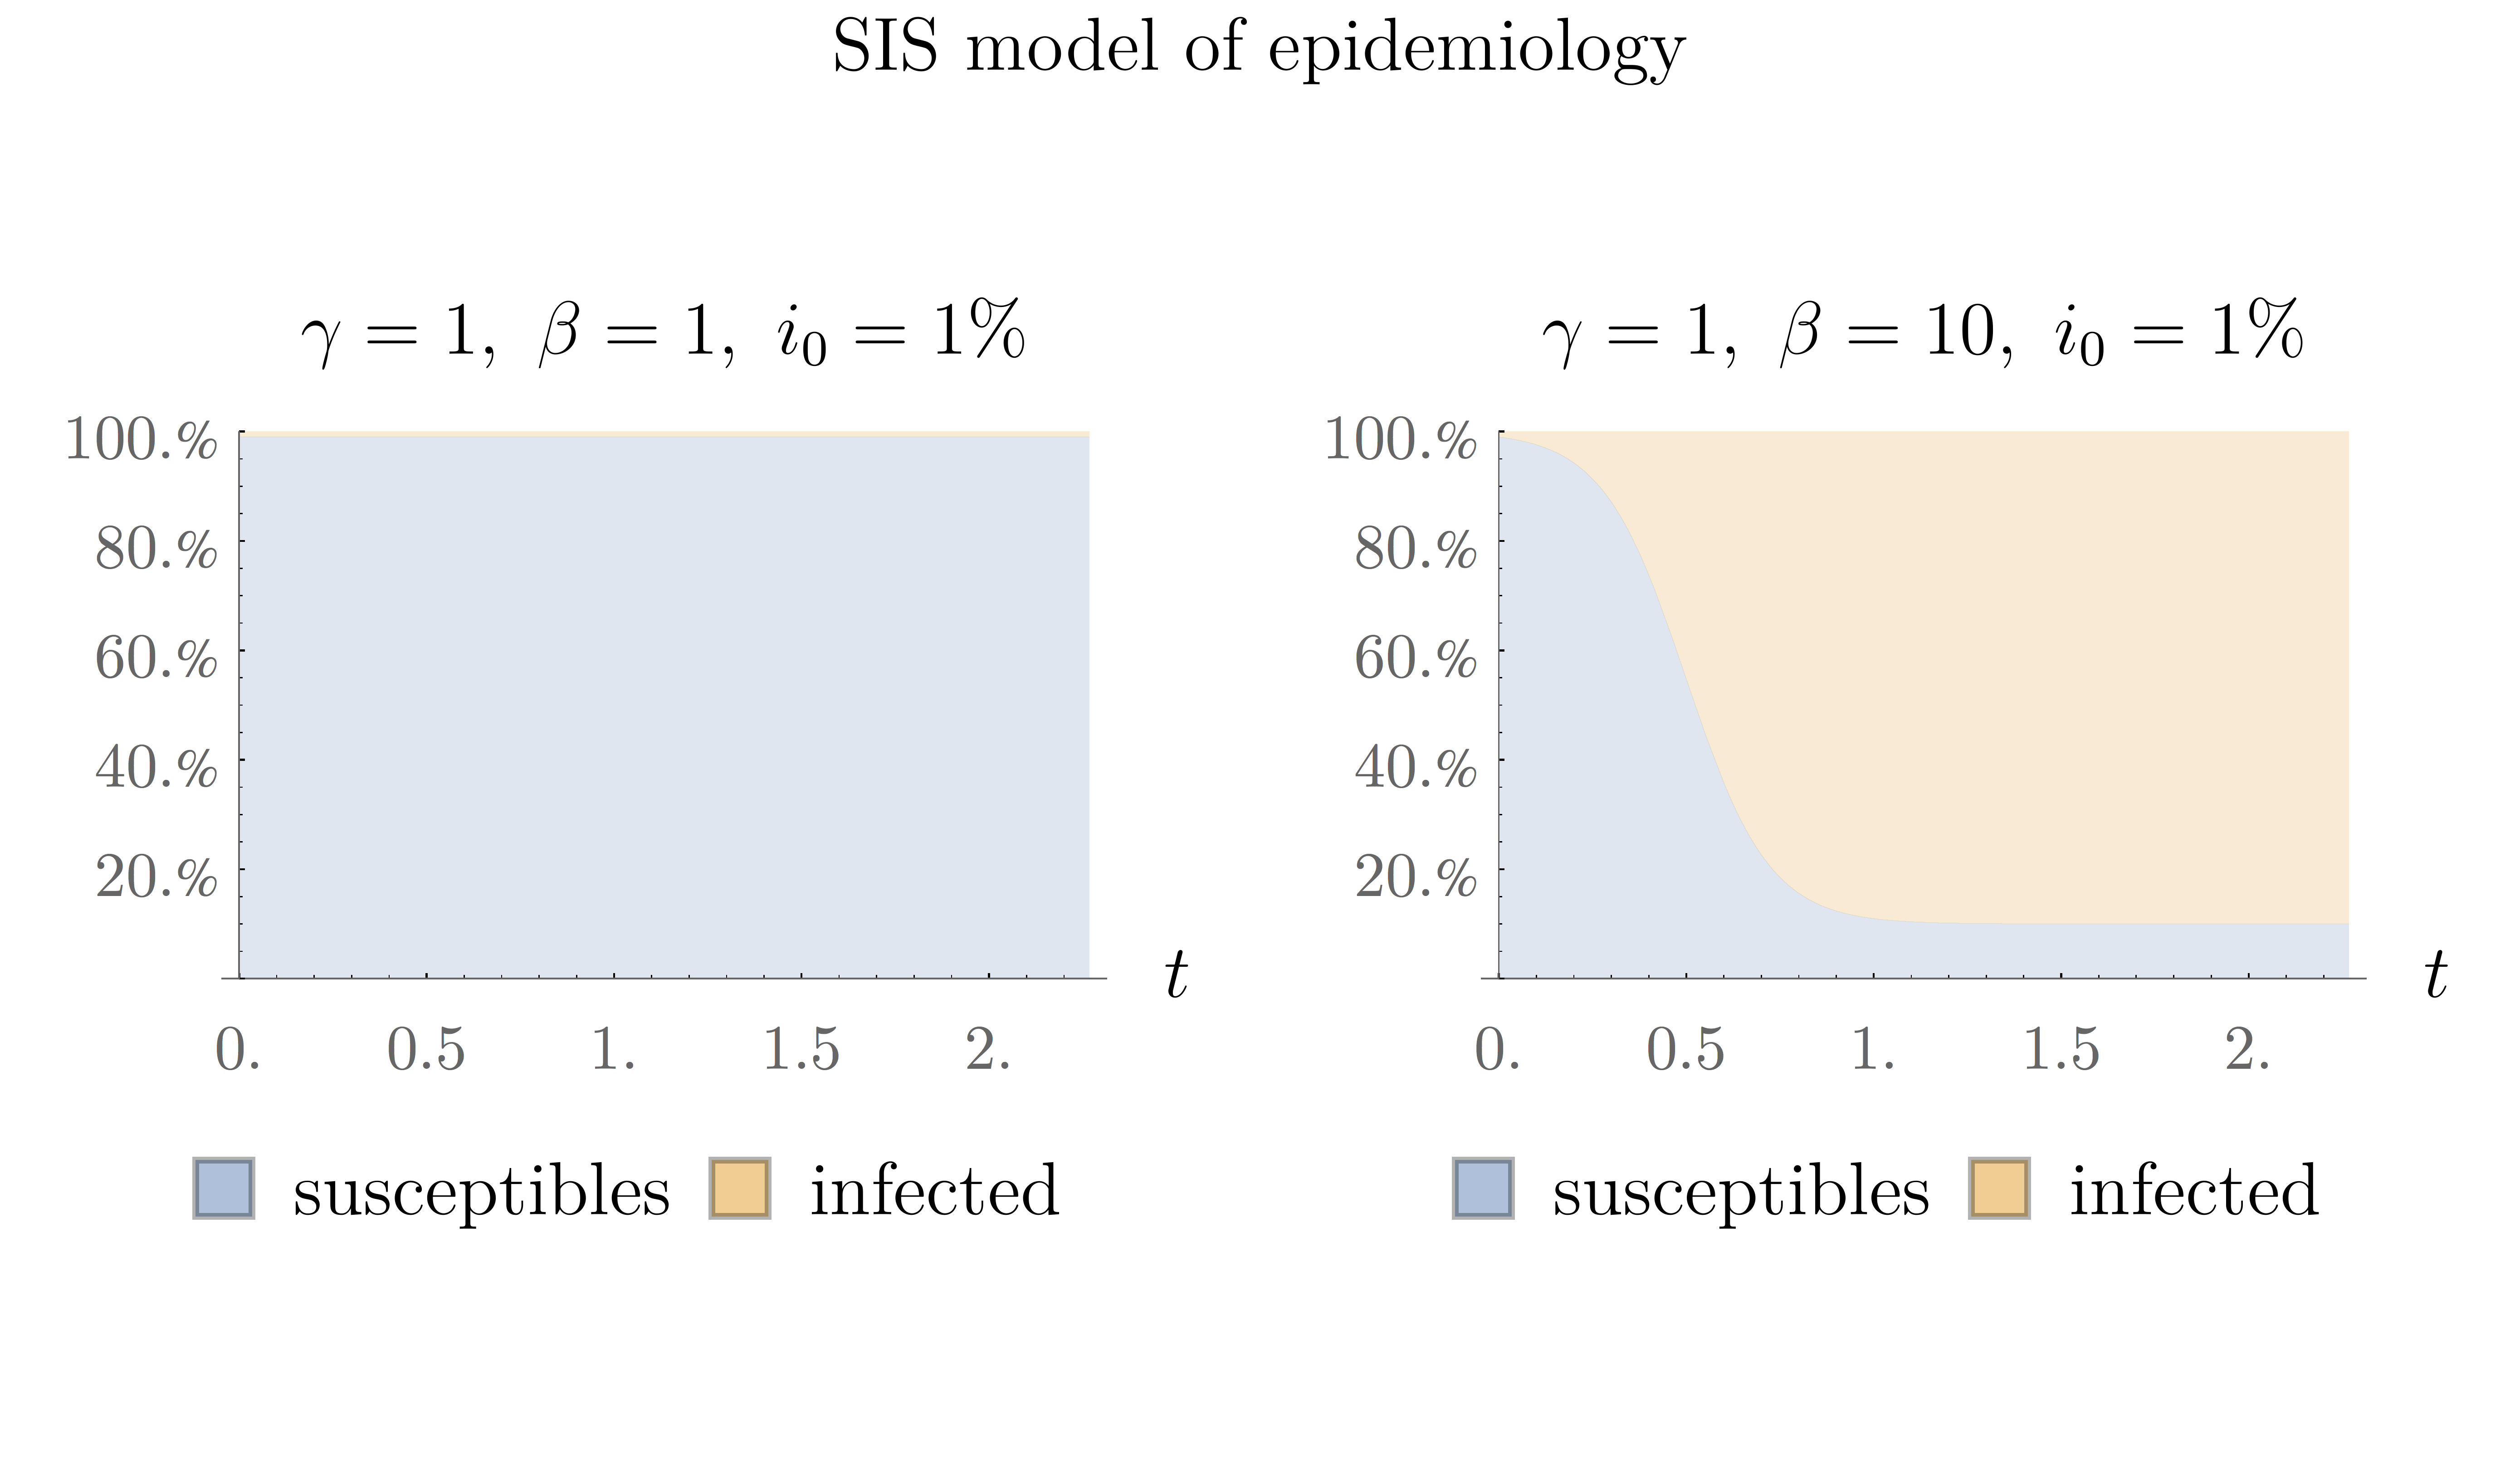 SIS model of epidemiology
γ = 1, β = 1, i₀ = 1%
100.%
80.%
60.%
40.%
20.%
t
0. 0.5 1. 1.5 2.
susceptibles infected
γ = 1, β = 10, i₀ = 1%
100.%
80.%
60.%
40.%
20.%
t
0. 0.5 1. 1.5 2.
susceptibles infected